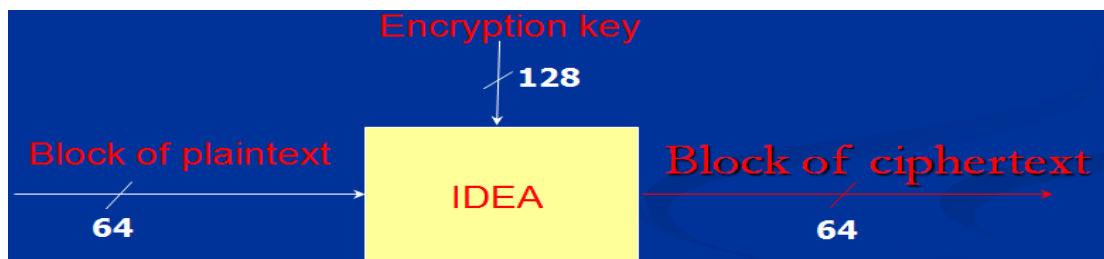 Encryption key
128
Block of plaintext
64
IDEA
Block of ciphertext
64